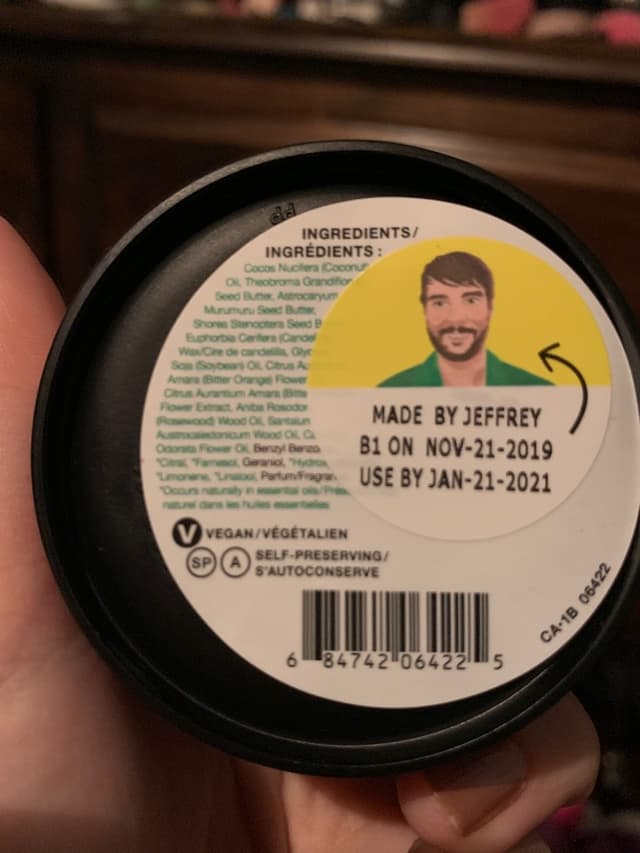 INGREDIENTS/
INGRÉDIENTS :
Cocos Nucifera (Coconut
Oil, Theobroma Grandiflor
Seed Butter, Astrocaryum
Murumuru Seed Butter,
Shorea Stenoptera Seed B
Euphorbia Cerifera (Candel
Wax/Cire de candelilla, Glyc
Soja (Soybean) Oil, Citrus Au
Amara (Bitter Orange) Flower
Citrus Aurantium Amara (Bitte
Flower Extract, Aniba Rosodor
(Rosewood) Wood Oil, Santalum
Austrocaledonicum Wood Oil, C
Odorata Flower Oil, Benzyl Benzo
*Citral, *Farnesol, Geraniol, *Hydrox
*Limonene, *Linalool, Parfum/Fragran
*Occurs naturally in essential oils/Prés
naturel dans les huiles essentielles
MADE BY JEFFREY
B1 ON NOV-21-2019
USE BY JAN-21-2021
V VEGAN/VÉGÉTALIEN
SP A SELF-PRESERVING/
S'AUTOCONSERVE
6 84742 06422 5
CA-1B 06422